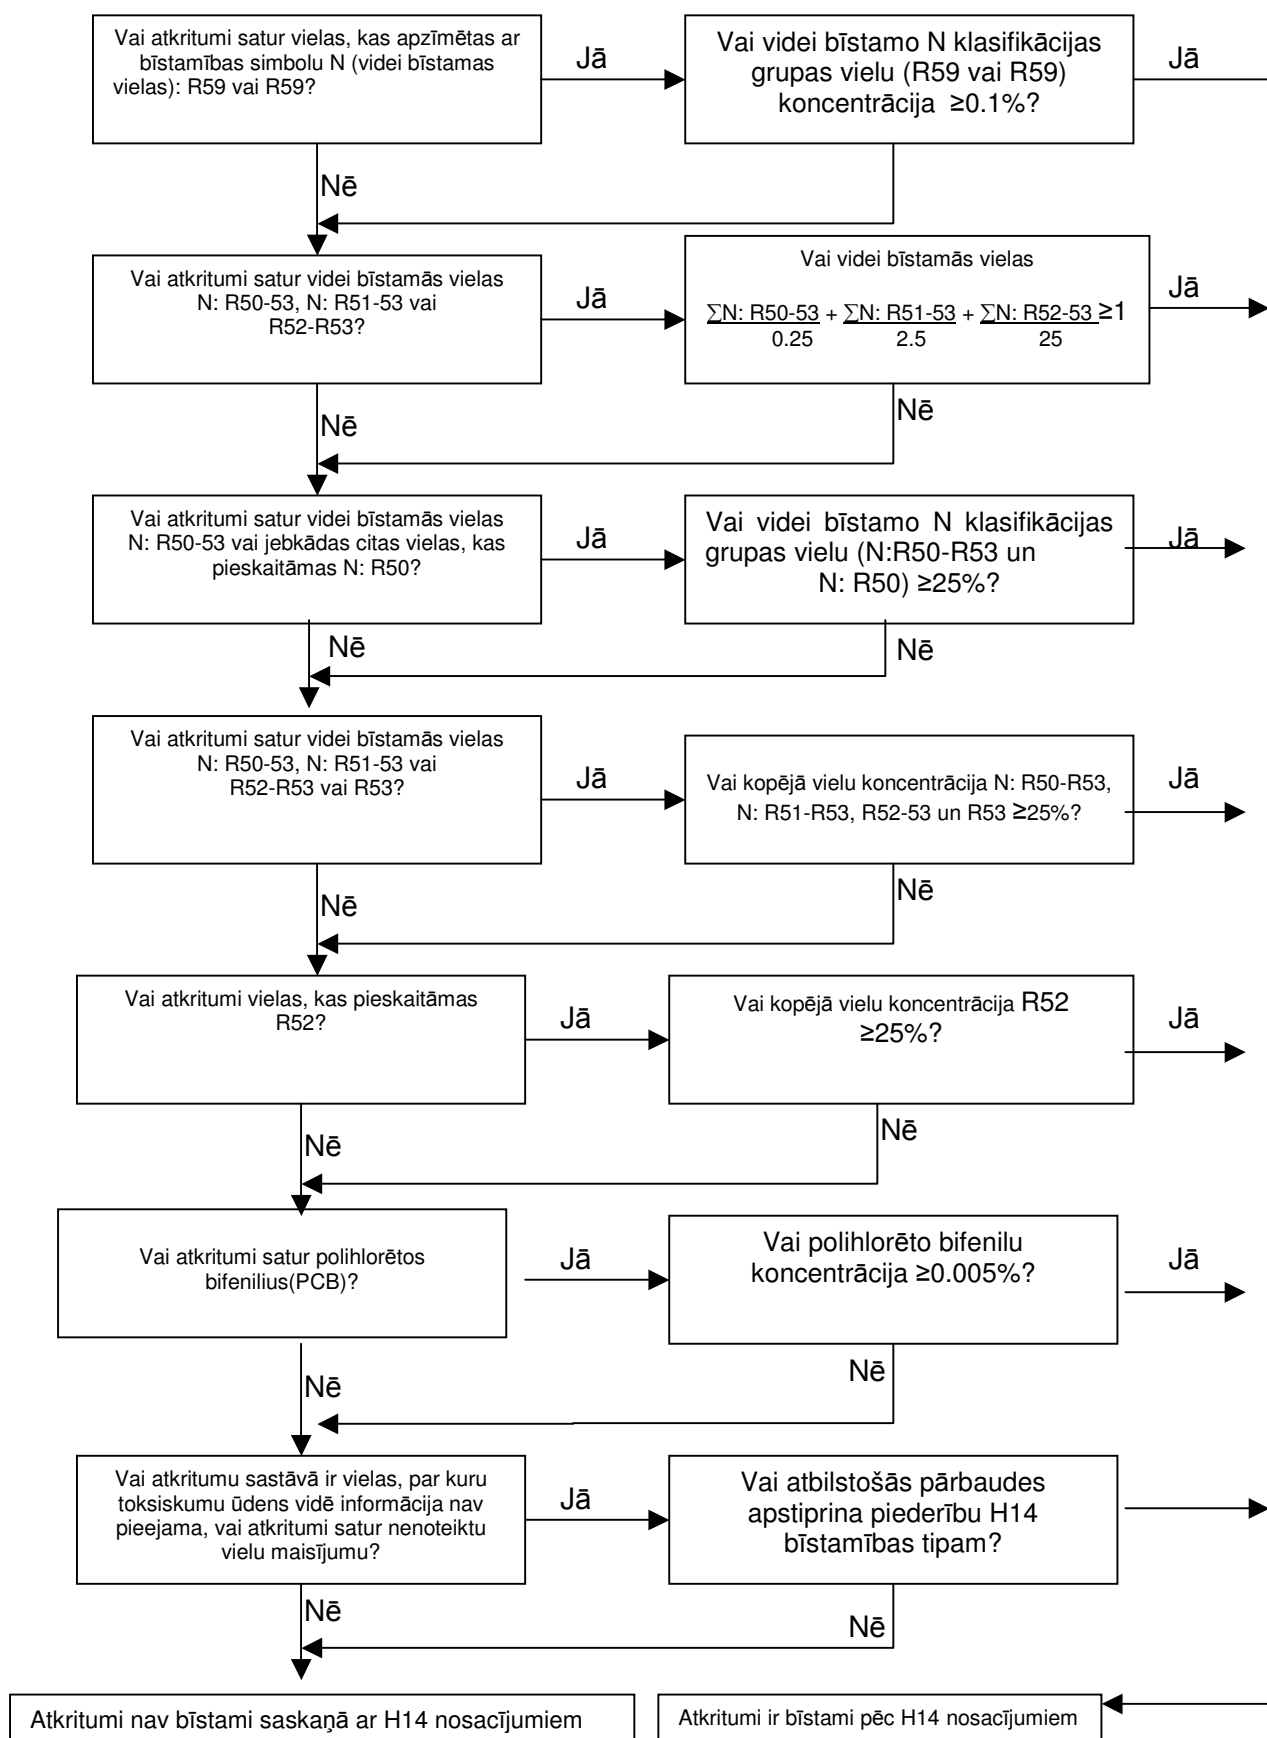 Vai atkritumi satur vielas, kas apzīmētas ar
bīstamības simbolu N (videi bīstamas
vielas): R59 vai R59?
Jā
Vai videi bīstamo N klasifikācijas
grupas vielu (R59 vai R59)
koncentrācija ≥0.1%?
Jā
Nē
Vai atkritumi satur videi bīstamās vielas
N: R50-53, N: R51-53 vai
R52-R53?
Jā
Vai videi bīstamās vielas
∑N: R50-53 + ∑N: R51-53 + ∑N: R52-53 ≥1
0.25 2.5 25
Jā
Nē
Nē
Vai atkritumi satur videi bīstamās vielas
N: R50-53 vai jebkādas citas vielas, kas
pieskaitāmas N: R50?
Jā
Vai videi bīstamo N klasifikācijas
grupas vielu (N:R50-R53 un
N: R50) ≥25%?
Jā
Nē
Nē
Vai atkritumi satur videi bīstamās vielas
N: R50-53, N: R51-53 vai
R52-R53 vai R53?
Jā
Vai kopējā vielu koncentrācija N: R50-R53,
N: R51-R53, R52-53 un R53 ≥25%?
Jā
Nē
Nē
Vai atkritumi vielas, kas pieskaitāmas
R52?
Jā
Vai kopējā vielu koncentrācija R52
≥25%?
Jā
Nē
Nē
Vai atkritumi satur polihlorētos
bifenilius(PCB)?
Jā
Vai polihlorēto bifenilu
koncentrācija ≥0.005%?
Jā
Nē
Nē
Vai atkritumu sastāvā ir vielas, par kuru
toksiskumu ūdens vidē informācija nav
pieejama, vai atkritumi satur nenoteiktu
vielu maisījumu?
Jā
Vai atbilstošās pārbaudes
apstiprina piederību H14
bīstamības tipam?
Nē
Nē
Atkritumi nav bīstami saskaņā ar H14 nosacījumiem
Atkritumi ir bīstami pēc H14 nosacījumiem